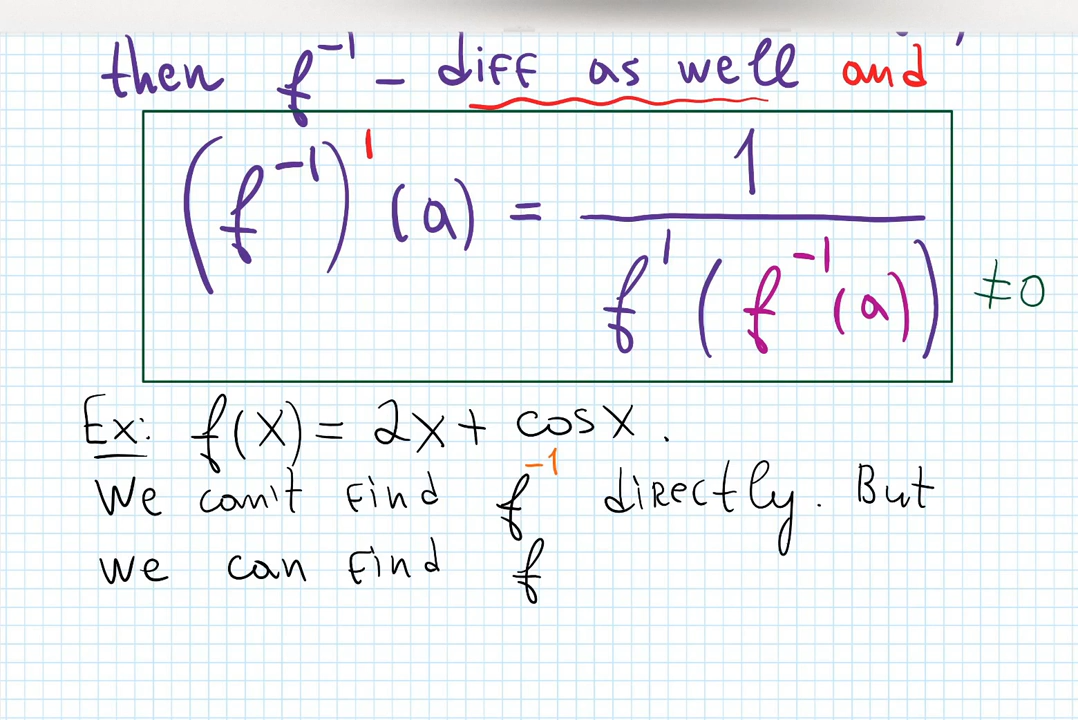 then f⁻¹ – diff as well and
(f⁻¹)' (a) = 1 / f' (f⁻¹(a)) ≠0
Ex: f(x) = 2x + cosx.
We can't find f⁻¹ directly. But
we can find f